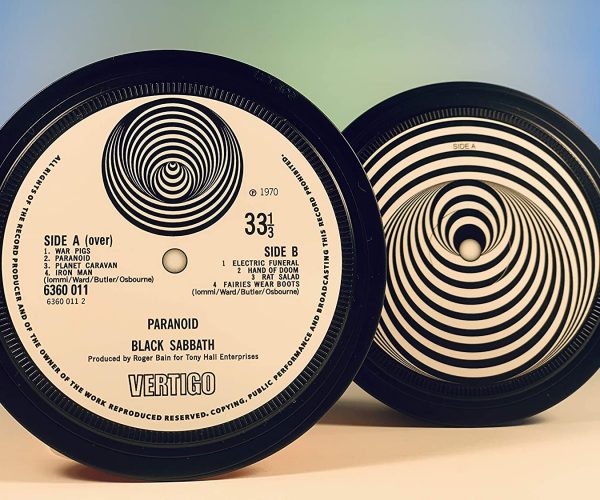 ALL RIGHTS OF THE RECORD PRODUCER AND OF THE OWNER OF THE WORK REPRODUCED RESERVED. COPYING, PUBLIC PERFORMANCE AND BROADCASTING THIS RECORD PROHIBITED.
℗ 1970
33 1/3
SIDE A (over)
1. WAR PIGS
2. PARANOID
3. PLANET CARAVAN
4. IRON MAN
(Iommi/Ward/Butler/Osbourne)
6360 011
6360 011 2
SIDE B
1 ELECTRIC FUNERAL
2 HAND OF DOOM
3 RAT SALAD
4 FAIRIES WEAR BOOTS
(Iommi/Ward/Butler/Osbourne)
PARANOID
BLACK SABBATH
Produced by Roger Bain for Tony Hall Enterprises
VERTIGO
SIDE A